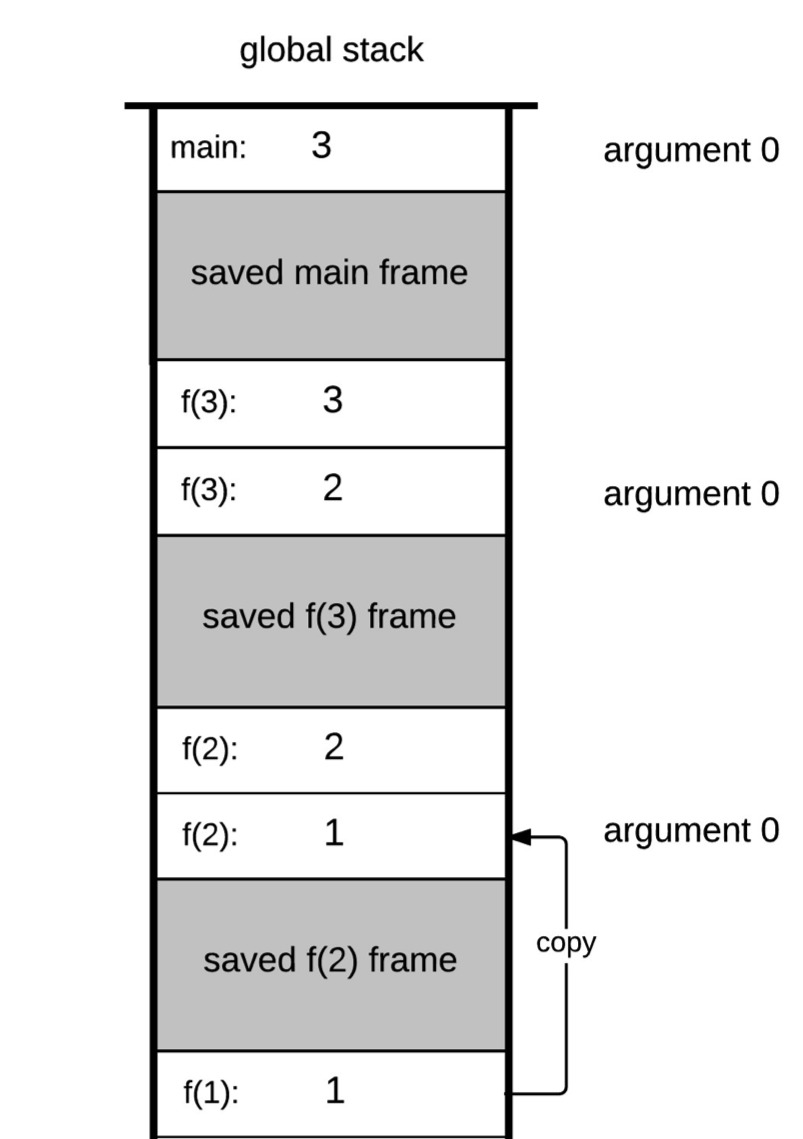 global stack
main: 3 argument 0
saved main frame
f(3): 3
f(3): 2 argument 0
saved f(3) frame
f(2): 2
f(2): 1 argument 0
copy
saved f(2) frame
f(1): 1